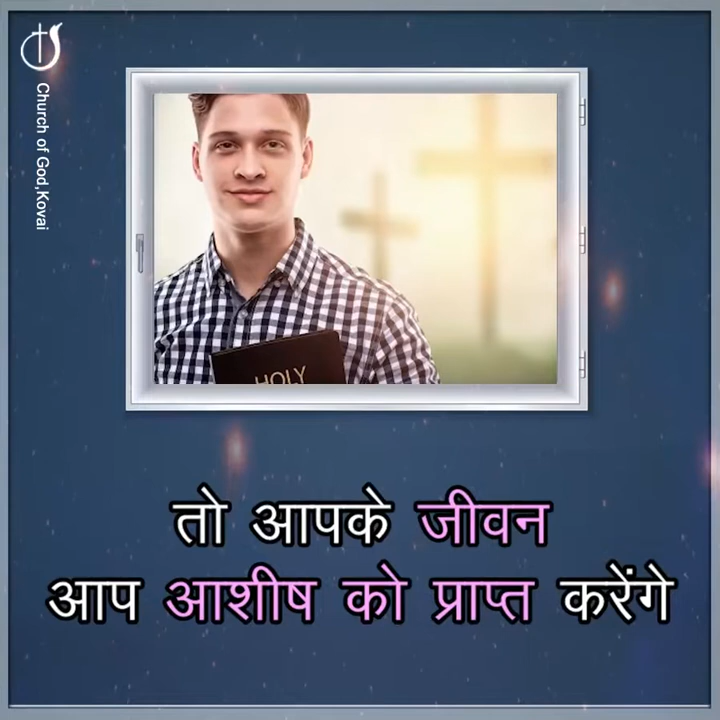 Church of God,Kovai
HOLY
तो आपके जीवन
आप आशीष को प्राप्त करेंगे